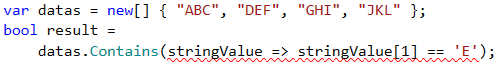 var datas = new[] { "ABC", "DEF", "GHI", "JKL" };
bool result =
datas.Contains(stringValue => stringValue[1] == 'E');